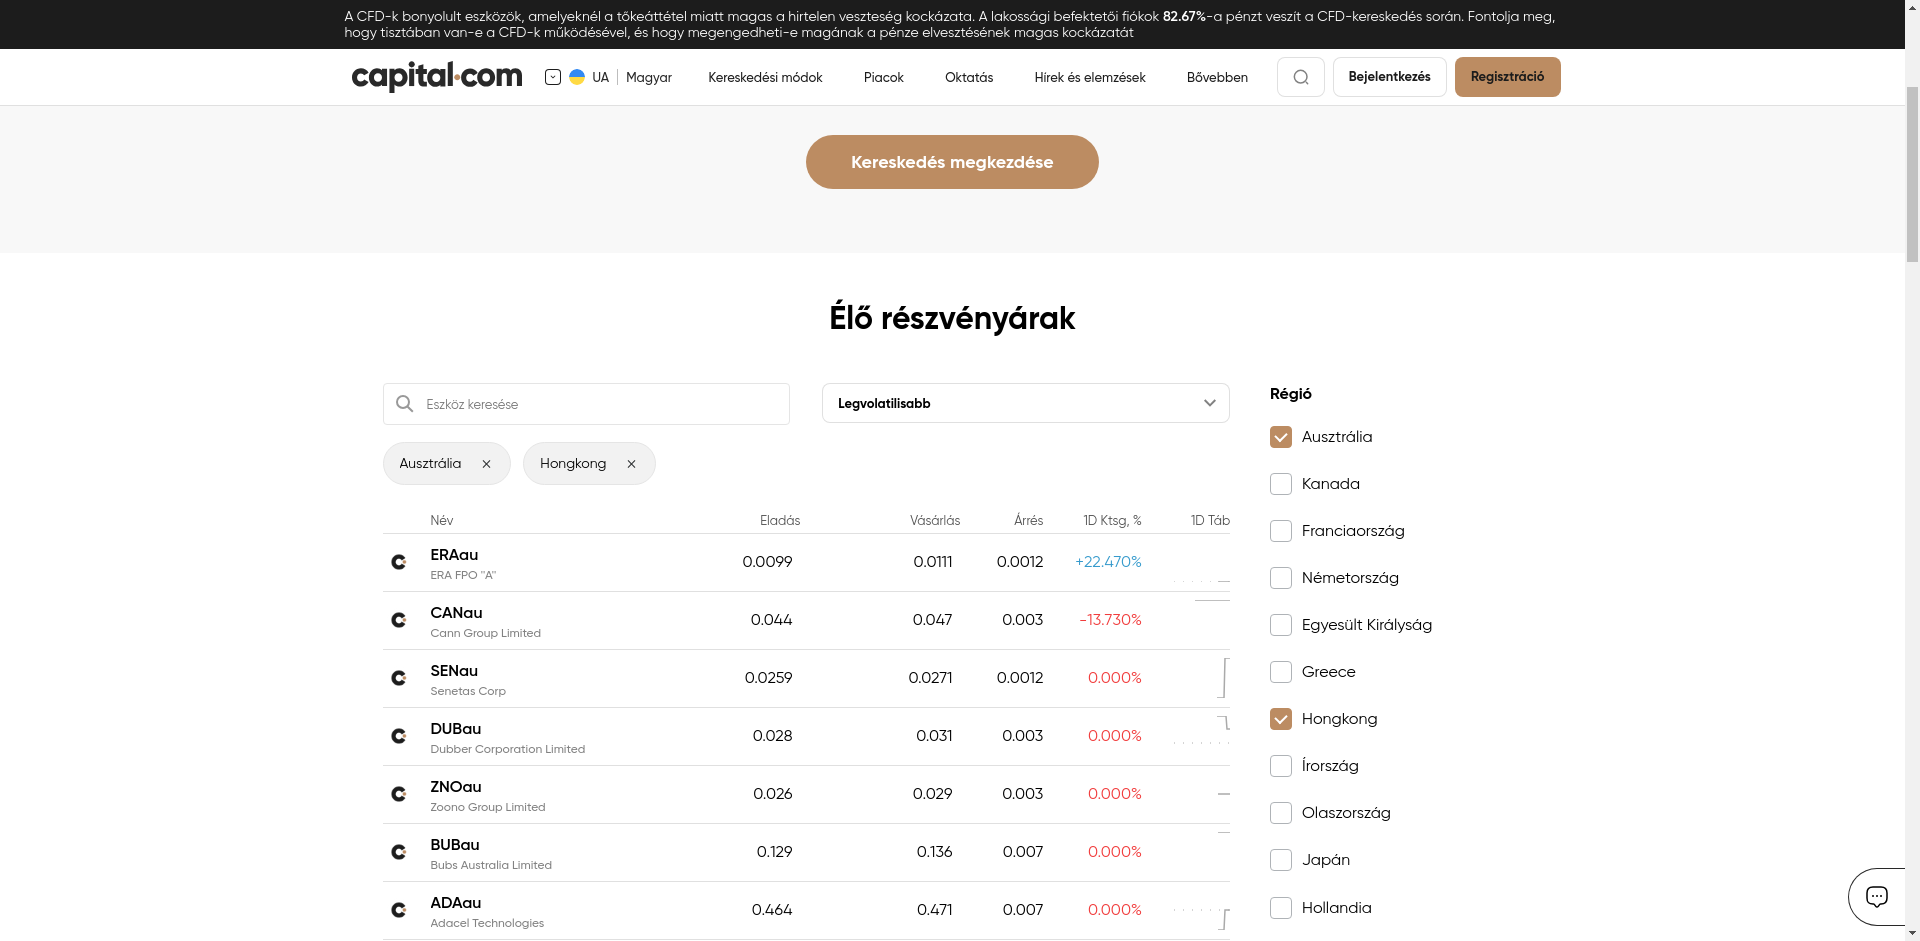 A CFD-k bonyolult eszközök, amelyeknél a tőkeáttétel miatt magas a hirtelen veszteség kockázata. A lakossági befektetői fiókok 82.67%-a pénzt veszít a CFD-kereskedés során. Fontolja meg,
hogy tisztában van-e a CFD-k működésével, és hogy megengedheti-e magának a pénze elvesztésének magas kockázatát
capital.com UA Magyar Kereskedési módok Piacok Oktatás Hírek és elemzések Bővebben Bejelentkezés Regisztráció
Kereskedés megkezdése
Élő részvényárak
Eszköz keresése
Legvolatilisabb
Ausztrália
Hongkong
Név Eladás Vásárlás Árrés 1D Ktsg, % 1D Táb
ERAau 0.0099 0.0111 0.0012 +22.470%
ERA FPO "A"
CANau 0.044 0.047 0.003 -13.730%
Cann Group Limited
SENau 0.0259 0.0271 0.0012 0.000%
Senetas Corp
DUBau 0.028 0.031 0.003 0.000%
Dubber Corporation Limited
ZNOau 0.026 0.029 0.003 0.000%
Zoono Group Limited
BUBau 0.129 0.136 0.007 0.000%
Bubs Australia Limited
ADAau 0.464 0.471 0.007 0.000%
Adacel Technologies
Régió
Ausztrália
Kanada
Franciaország
Németország
Egyesült Királyság
Greece
Hongkong
Írország
Olaszország
Japán
Hollandia